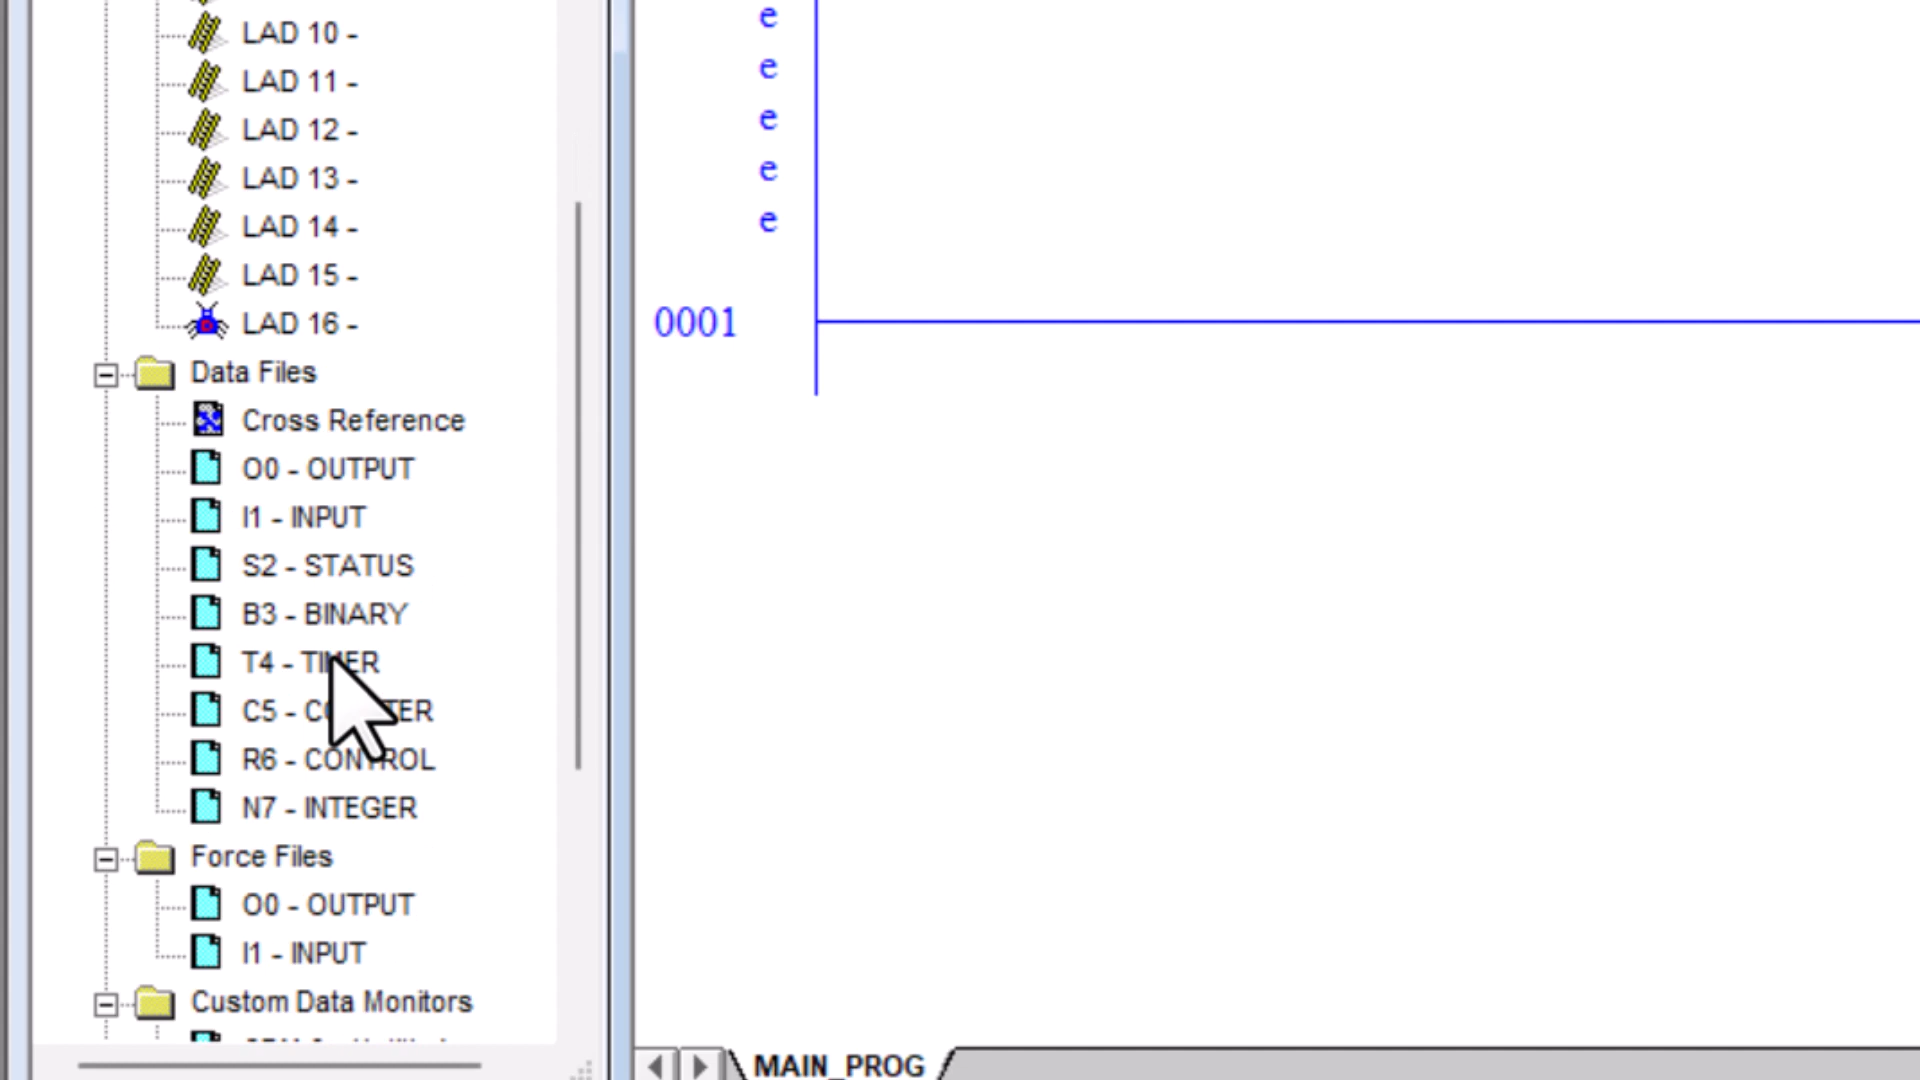 LAD 10 -
LAD 11 -
LAD 12 -
LAD 13 -
LAD 14 -
LAD 15 -
LAD 16 -
Data Files
Cross Reference
O0 - OUTPUT
I1 - INPUT
S2 - STATUS
B3 - BINARY
T4 - TIMER
C5 - COUNTER
R6 - CONTROL
N7 - INTEGER
Force Files
O0 - OUTPUT
I1 - INPUT
Custom Data Monitors
e
e
e
e
e
0001
MAIN_PROG